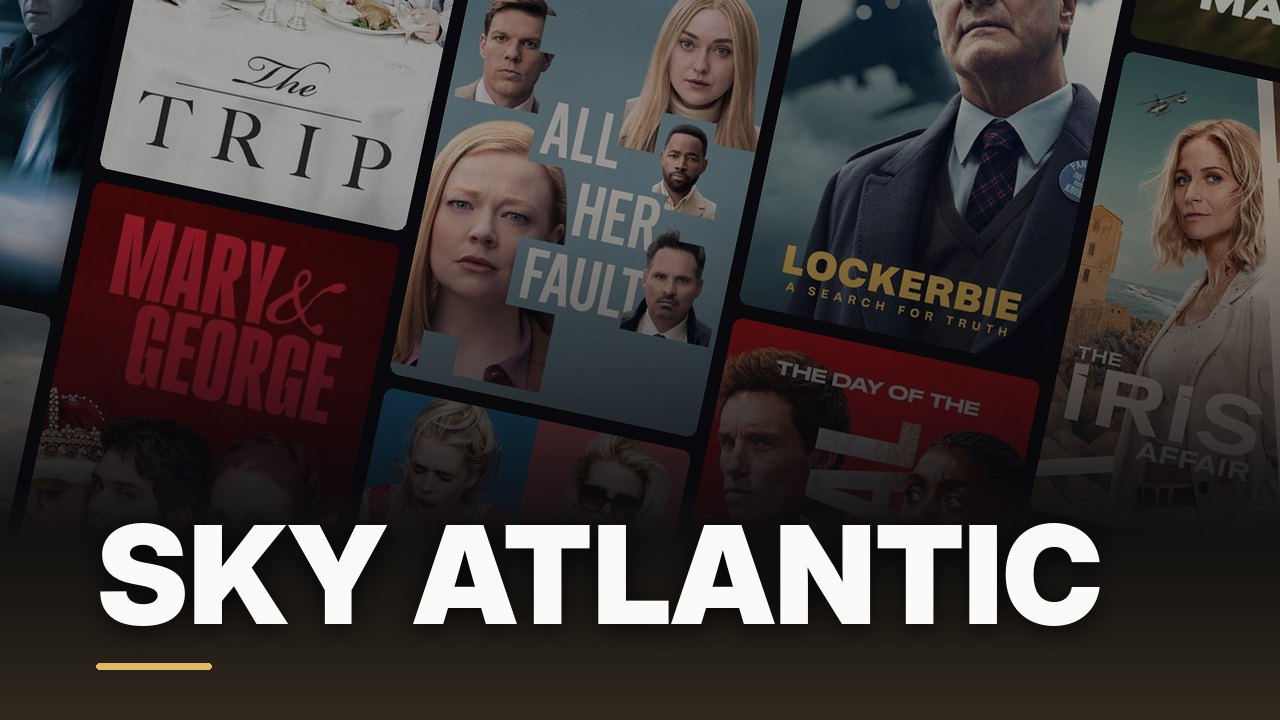 The
TRIP
MARY &
GEORGE
ALL
HER
FAULT
LOCKERBIE
A SEARCH FOR TRUTH
THE DAY OF THE
THE
IRIS
AFFAIR
SKY ATLANTIC